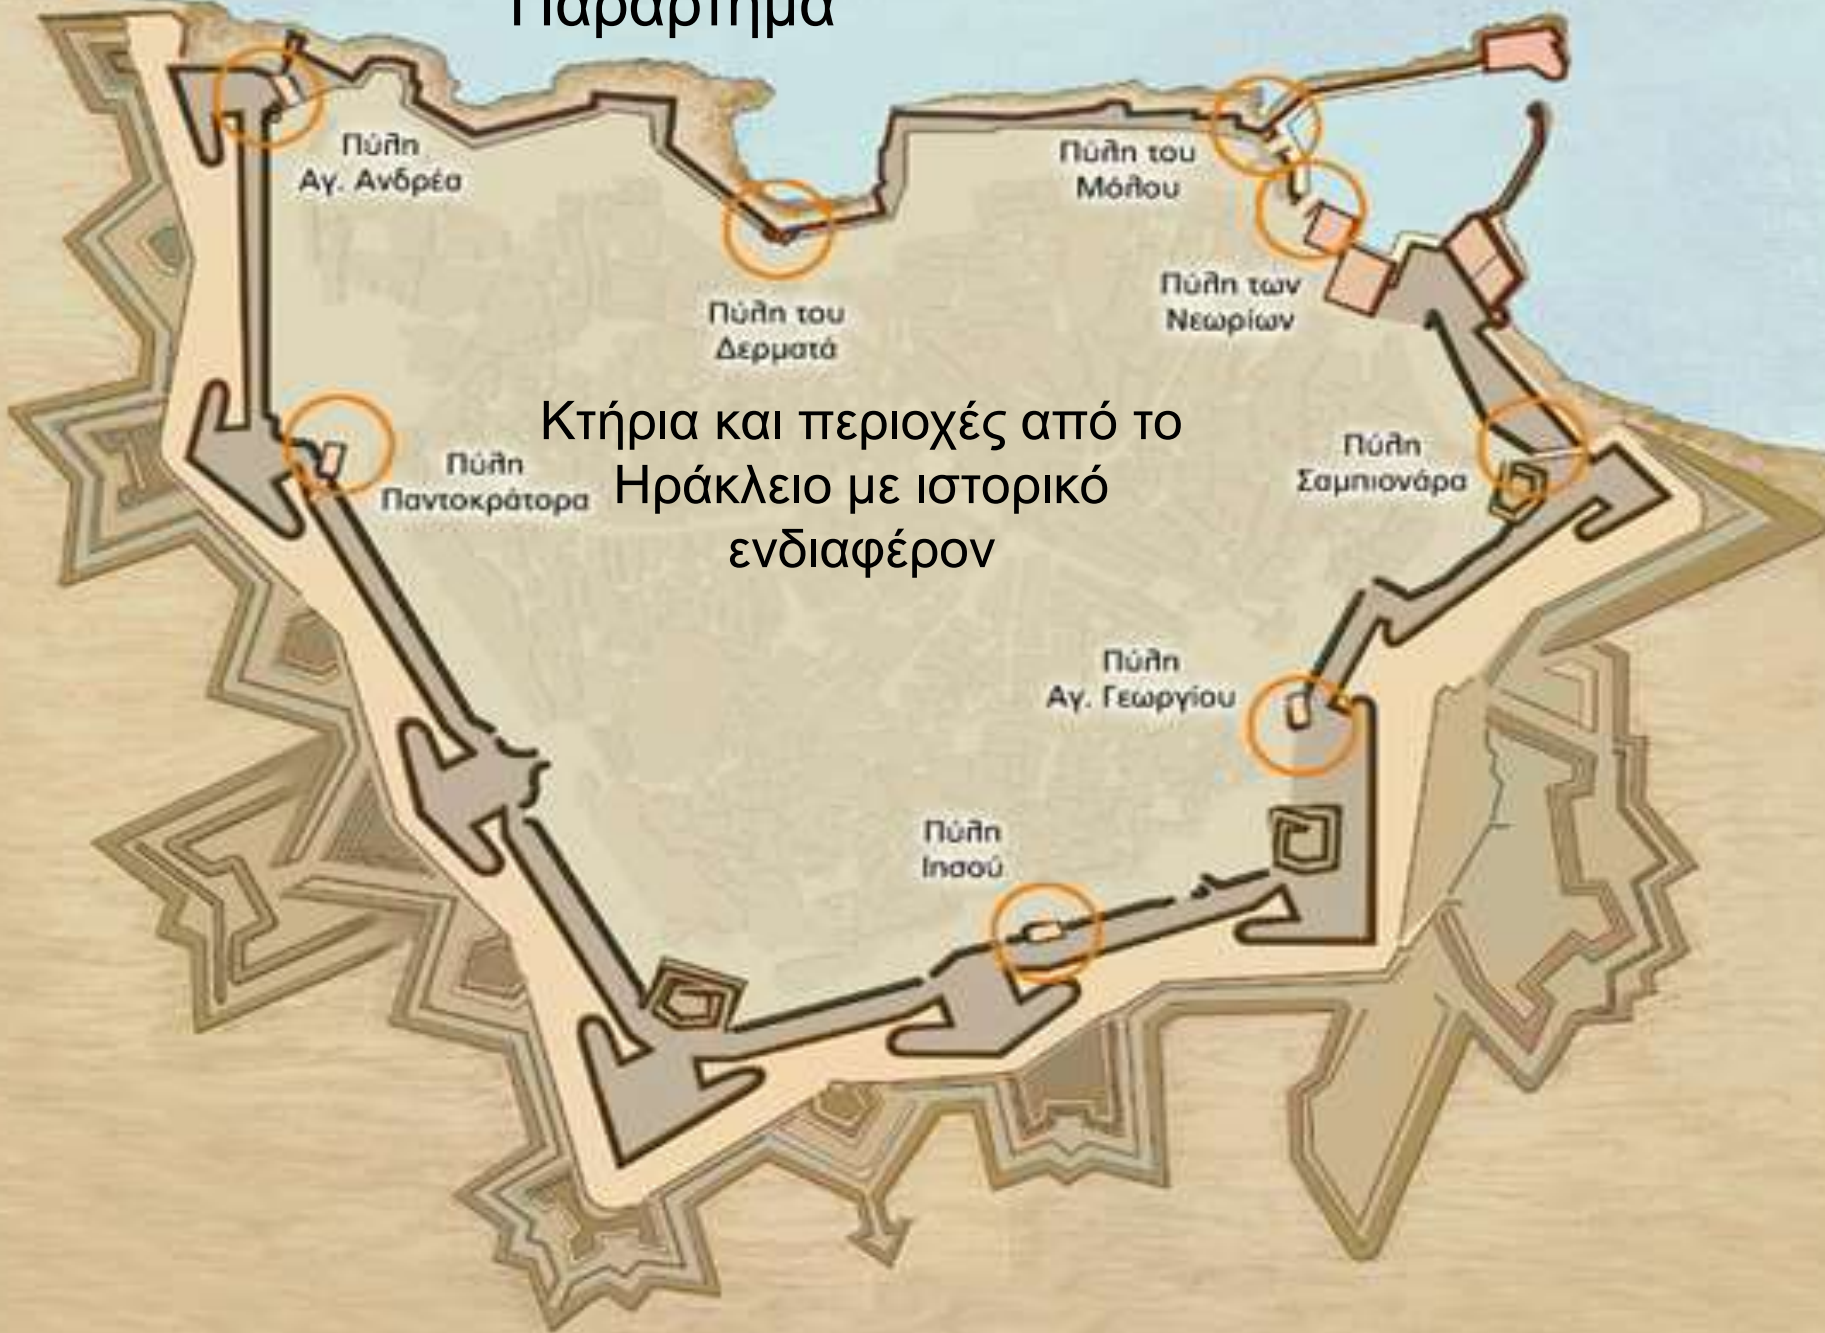 Παράρτημα
Πύλη
Αγ. Ανδρέα
Πύλη του
Μόλου
Πύλη του
Δερματά
Πύλη των
Νεωρίων
Κτήρια και περιοχές από το
Ηράκλειο με ιστορικό
ενδιαφέρον
Πύλη
Παντοκράτορα
Πύλη
Σαμπιονάρα
Πύλη
Αγ. Γεωργίου
Πύλη
Ιησού